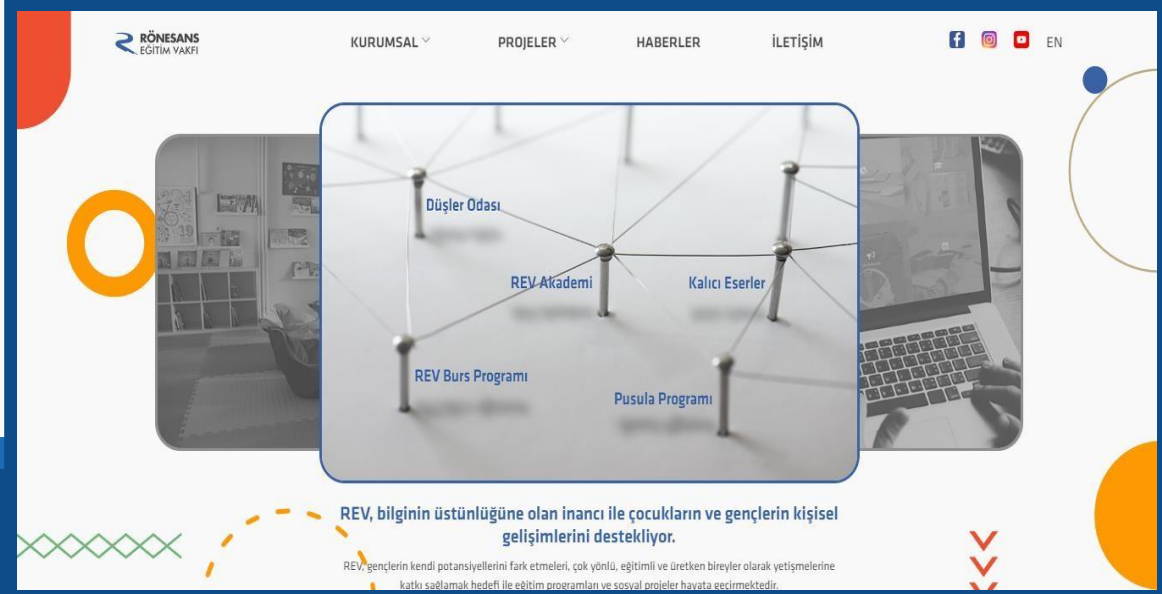 RÖNESANS
EĞİTİM VAKFI
KURUMSAL
PROJELER
HABERLER
İLETİŞİM
EN
Düşler Odası
REV Akademi
Kalıcı Eserler
REV Burs Programı
Pusula Programı
REV, bilginin üstünlüğüne olan inancı ile çocukların ve gençlerin kişisel
gelişimlerini destekliyor.
REV, gençlerin kendi potansiyellerini fark etmeleri, çok yönlü, eğitimli ve üretken bireyler olarak yetişmelerine
katkı sağlamak hedefi ile eğitim programları ve sosyal projeler hayata geçirmektedir.